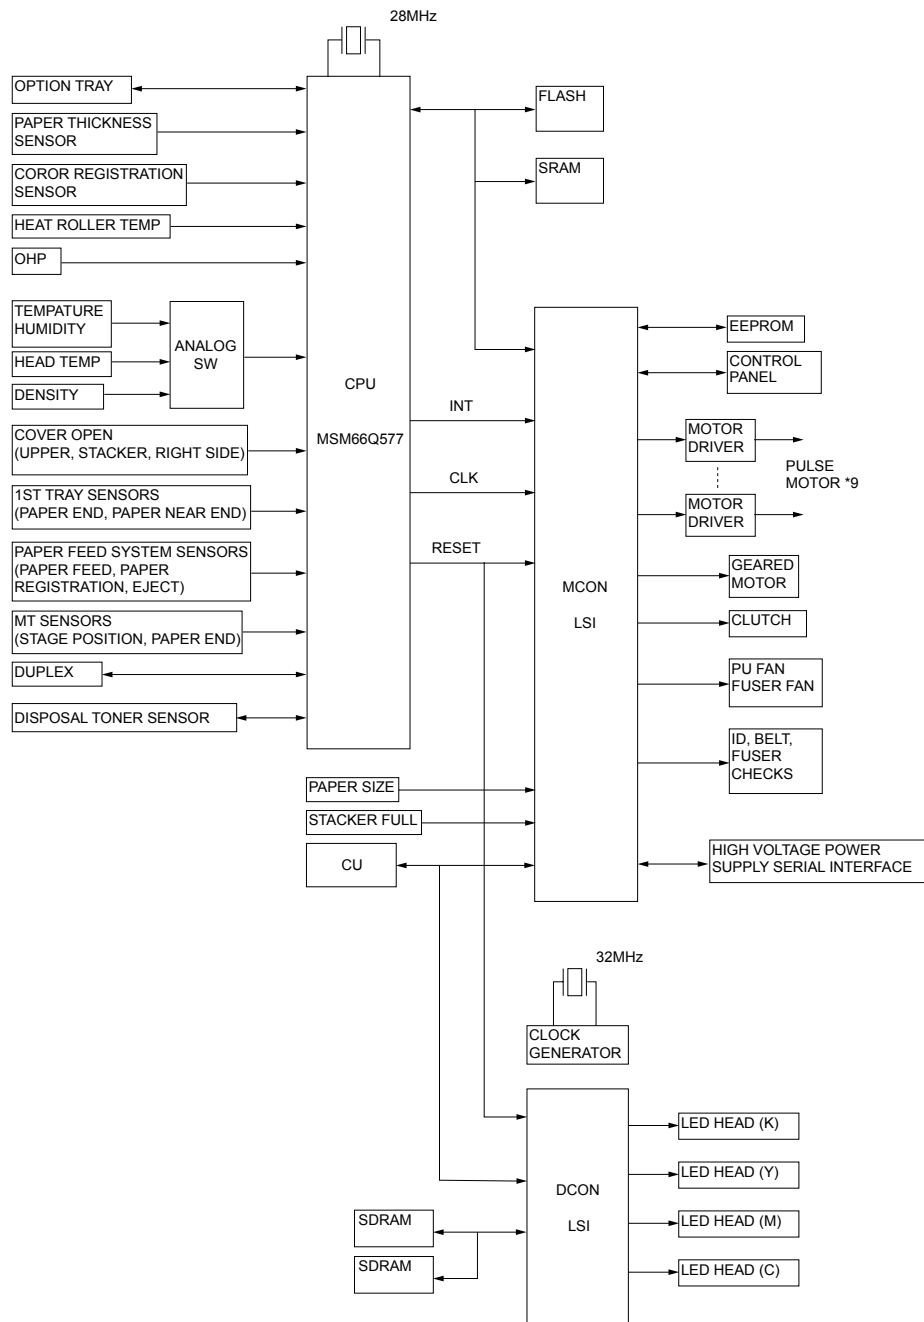 28MHz
OPTION TRAY
PAPER THICKNESS
SENSOR
COROR REGISTRATION
SENSOR
HEAT ROLLER TEMP
OHP
TEMPATURE
HUMIDITY
HEAD TEMP
DENSITY
ANALOG
SW
COVER OPEN
(UPPER, STACKER, RIGHT SIDE)
1ST TRAY SENSORS
(PAPER END, PAPER NEAR END)
PAPER FEED SYSTEM SENSORS
(PAPER FEED, PAPER
REGISTRATION, EJECT)
MT SENSORS
(STAGE POSITION, PAPER END)
DUPLEX
DISPOSAL TONER SENSOR
CPU
MSM66Q577
FLASH
SRAM
INT
CLK
RESET
PAPER SIZE
STACKER FULL
CU
MCON
LSI
EEPROM
CONTROL
PANEL
MOTOR
DRIVER
MOTOR
DRIVER
PULSE
MOTOR *9
GEARED
MOTOR
CLUTCH
PU FAN
FUSER FAN
ID, BELT,
FUSER
CHECKS
HIGH VOLTAGE POWER
SUPPLY SERIAL INTERFACE
32MHz
CLOCK
GENERATOR
DCON
LSI
SDRAM
SDRAM
LED HEAD (K)
LED HEAD (Y)
LED HEAD (M)
LED HEAD (C)